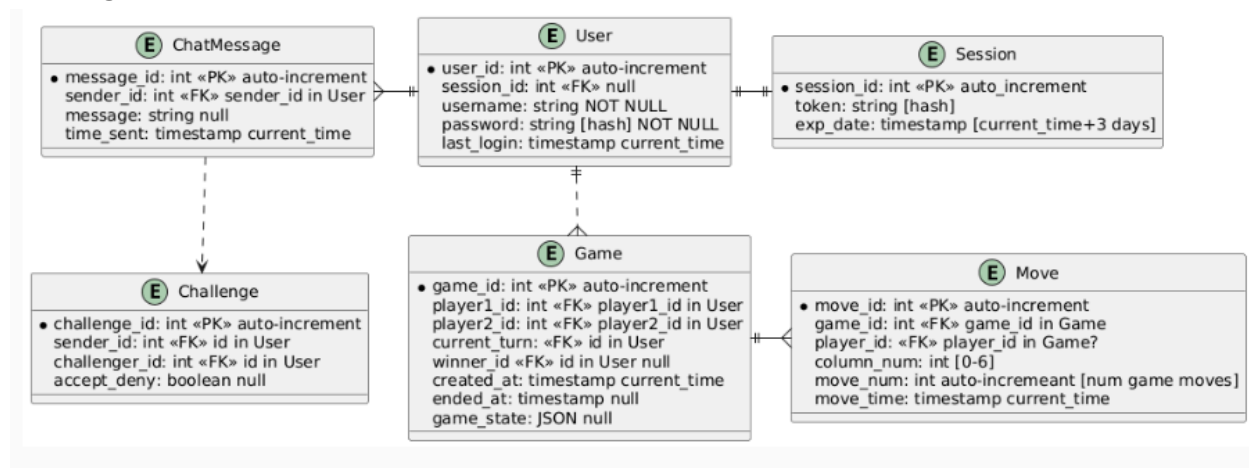 E ChatMessage
message_id: int «PK» auto-increment
sender_id: int «FK» sender_id in User
message: string null
time_sent: timestamp current_time
E User
user_id: int «PK» auto-increment
session_id: int «FK» null
username: string NOT NULL
password: string [hash] NOT NULL
last_login: timestamp current_time
E Session
session_id: int «PK» auto_increment
token: string [hash]
exp_date: timestamp [current_time+3 days]
E Challenge
challenge_id: int «PK» auto-increment
sender_id: int «FK» id in User
challenger_id: int «FK» id in User
accept_deny: boolean null
E Game
game_id: int «PK» auto-increment
player1_id: int «FK» player1_id in User
player2_id: int «FK» player2_id in User
current_turn: «FK» id in User
winner_id «FK» id in User null
created_at: timestamp current_time
ended_at: timestamp null
game_state: JSON null
E Move
move_id: int «PK» auto-increment
game_id: int «FK» game_id in Game
player_id: «FK» player_id in Game?
column_num: int [0-6]
move_num: int auto-increameant [num game moves]
move_time: timestamp current_time